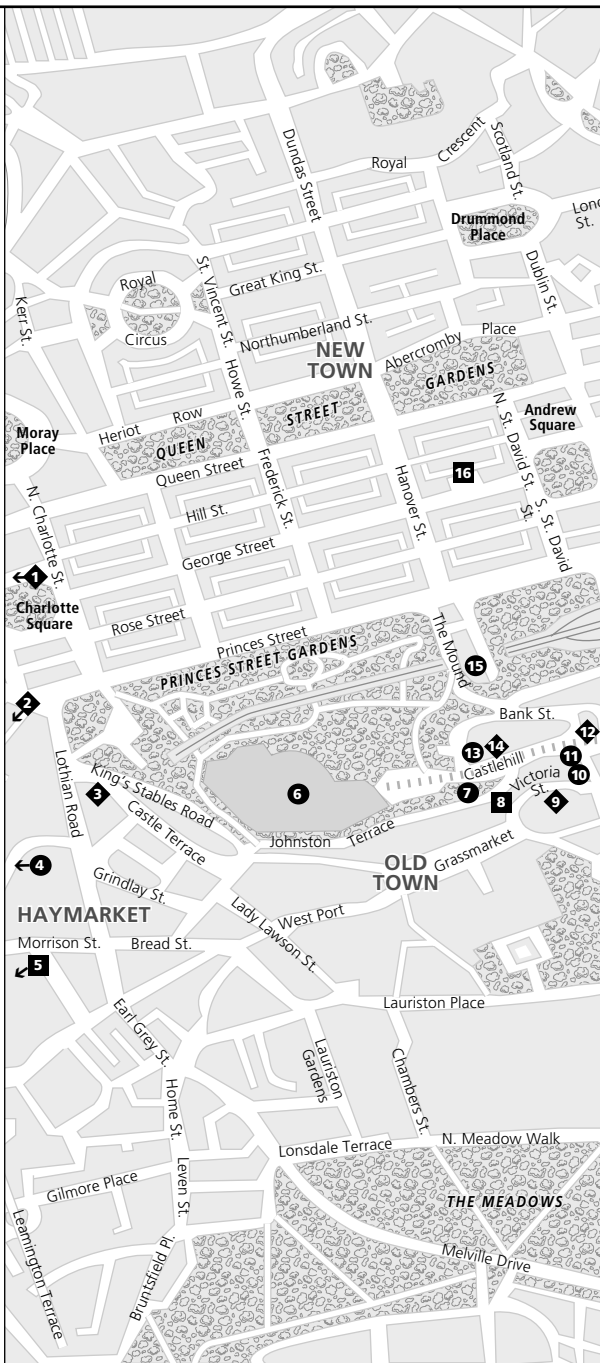 Dundas Street
Royal
Crescent
Scotland St.
Drummond
Place
Lond
St.
Dublin St.
Kerr St.
Royal
Circus
St. Vincent St.
Great King St.
Northumberland St.
Howe St.
NEW
TOWN
Abercromby
Place
GARDENS
STREET
QUEEN
Heriot
Row
Moray
Place
Queen Street
Andrew
Square
N. St. David St.
S. St. David
St.
16
Hanover St.
Frederick St.
Hill St.
George Street
N. Charlotte St.
1
Charlotte
Square
Rose Street
Princes Street
PRINCES STREET GARDENS
The Mound
15
2
Bank St.
12
13
14
11
Castlehill
10
Victoria
St.
7
8
9
6
Lothian Road
3
King's Stables Road
Castle Terrace
Johnston
Terrace
Grassmarket
OLD
TOWN
4
Grindlay St.
Lady Lawson St.
West Port
HAYMARKET
Morrison St.
Bread St.
5
Lauriston Place
Earl Grey St.
Lauriston
Gardens
Chambers St.
Home St.
Lonsdale Terrace
N. Meadow Walk
Leven St.
Gilmore Place
THE MEADOWS
Leamington Terrace
Bruntsfield Pl.
Melville Drive